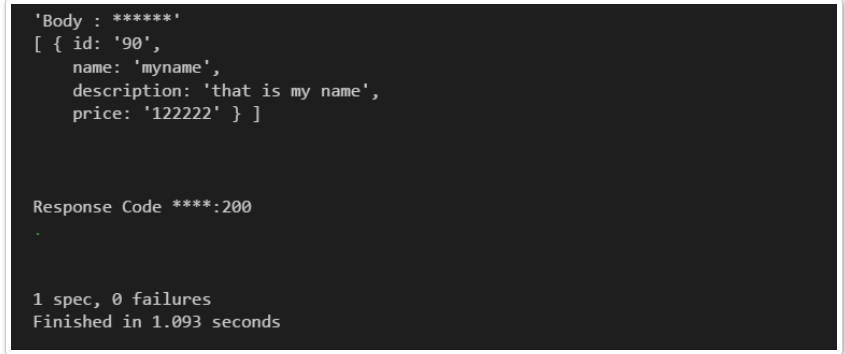 'Body : ******'
[ { id: '90',
name: 'myname',
description: 'that is my name',
price: '122222' } ]
Response Code ****:200
.
1 spec, 0 failures
Finished in 1.093 seconds